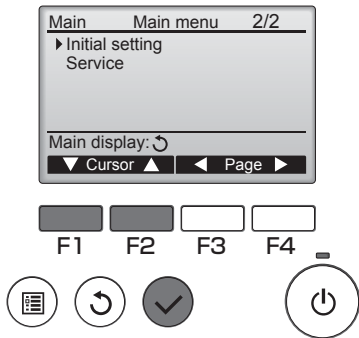 Main Main menu 2/2
Initial setting
Service
Main display:
Cursor Page
F1 F2 F3 F4